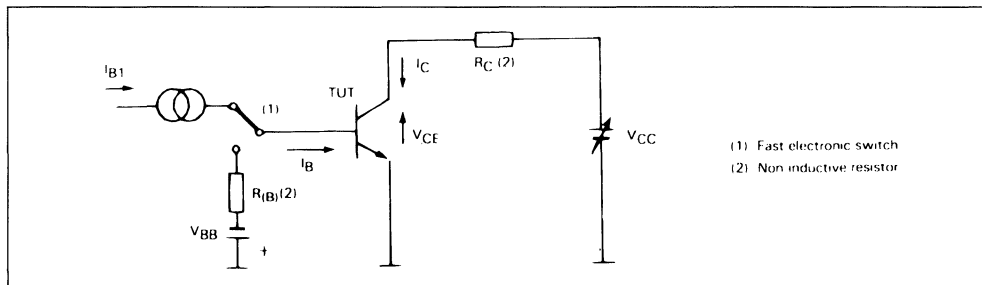 IB1
(1)
TUT
IC
RC (2)
VCE
VCC
IB
R(B) (2)
VBB
+
(1) Fast electronic switch
(2) Non inductive resistor